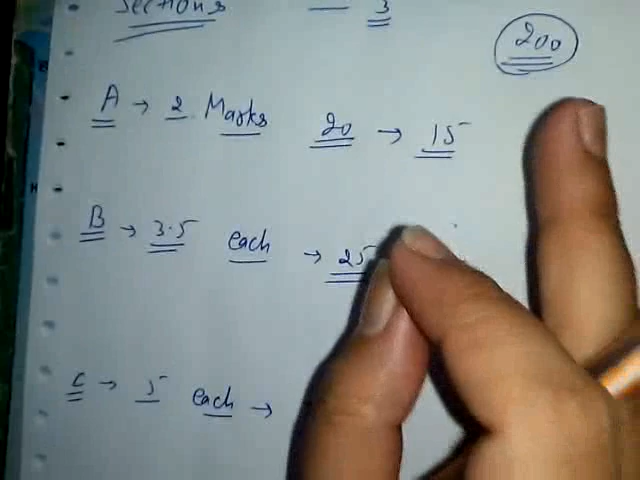 Sections — 3
200
A → 2 Marks 20 → 15
B → 3.5 each → 25
C → 5 each →